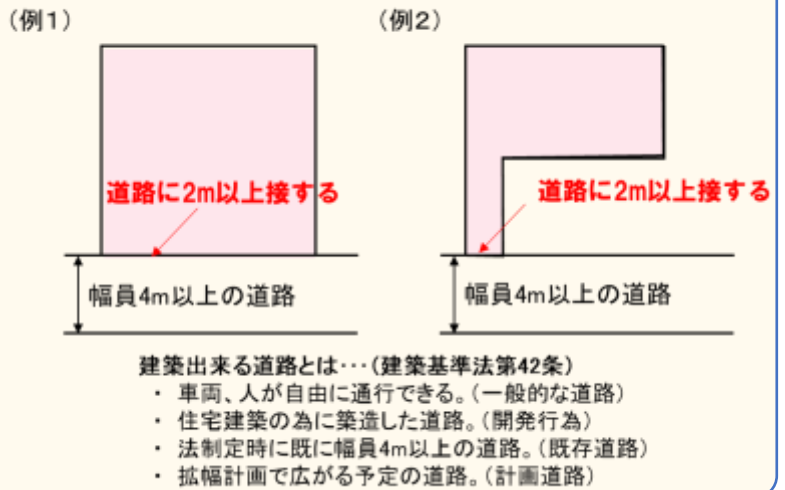 （例1）
（例2）
道路に2m以上接する
道路に2m以上接する
幅員4m以上の道路
幅員4m以上の道路
建築出来る道路とは…（建築基準法第42条）
・ 車両、人が自由に通行できる。（一般的な道路）
・ 住宅建築の為に築造した道路。（開発行為）
・ 法制定時に既に幅員4m以上の道路。（既存道路）
・ 拡幅計画で広がる予定の道路。（計画道路）